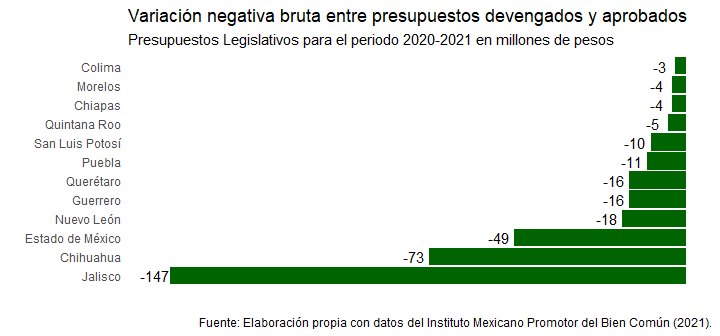 Variación negativa bruta entre presupuestos devengados y aprobados
Presupuestos Legislativos para el periodo 2020-2021 en millones de pesos
Colima -3
Morelos -4
Chiapas -4
Quintana Roo -5
San Luis Potosí -10
Puebla -11
Querétaro -16
Guerrero -16
Nuevo León -18
Estado de México -49
Chihuahua -73
Jalisco -147
Fuente: Elaboración propia con datos del Instituto Mexicano Promotor del Bien Común (2021).